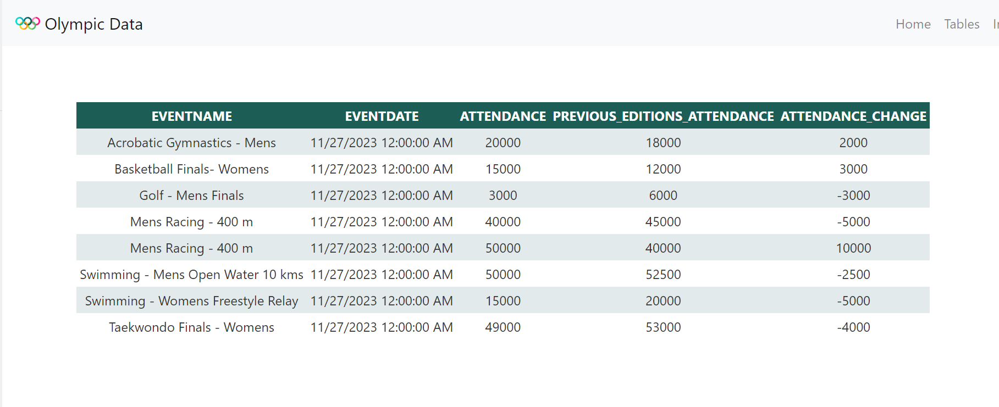 Olympic Data Home Tables
EVENTNAME EVENTDATE ATTENDANCE PREVIOUS_EDITIONS_ATTENDANCE ATTENDANCE_CHANGE
Acrobatic Gymnastics - Mens 11/27/2023 12:00:00 AM 20000 18000 2000
Basketball Finals- Womens 11/27/2023 12:00:00 AM 15000 12000 3000
Golf - Mens Finals 11/27/2023 12:00:00 AM 3000 6000 -3000
Mens Racing - 400 m 11/27/2023 12:00:00 AM 40000 45000 -5000
Mens Racing - 400 m 11/27/2023 12:00:00 AM 50000 40000 10000
Swimming - Mens Open Water 10 kms 11/27/2023 12:00:00 AM 50000 52500 -2500
Swimming - Womens Freestyle Relay 11/27/2023 12:00:00 AM 15000 20000 -5000
Taekwondo Finals - Womens 11/27/2023 12:00:00 AM 49000 53000 -4000